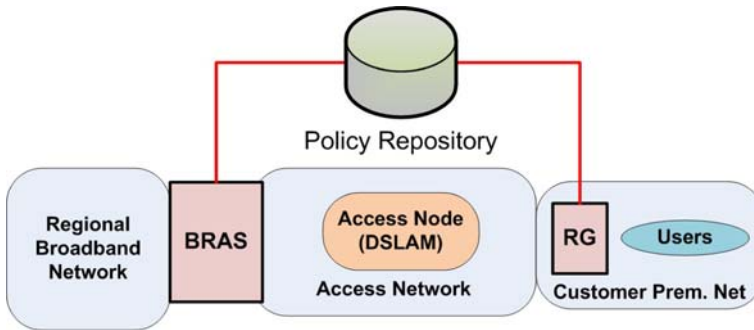 Policy Repository
Regional
Broadband
Network
BRAS
Access Node
(DSLAM)
Access Network
RG
Users
Customer Prem. Net